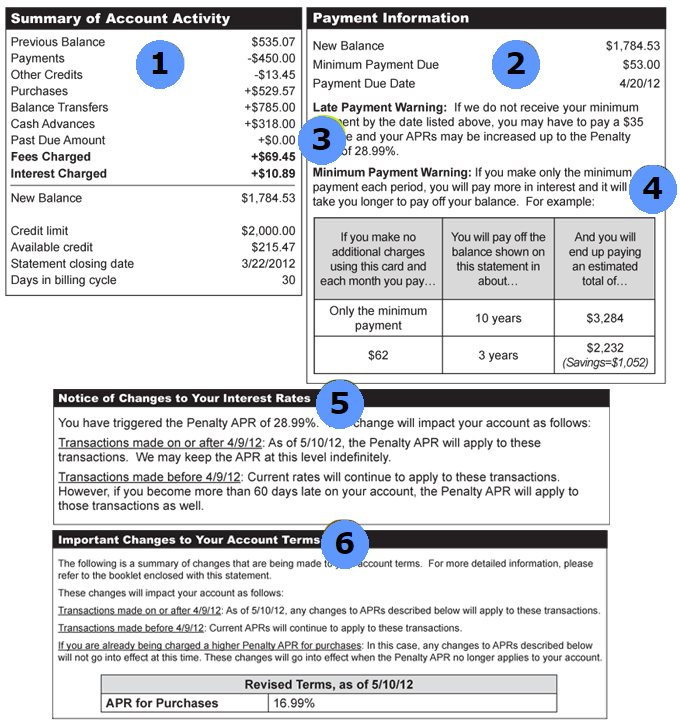 Summary of Account Activity
Previous Balance $535.07
Payments -$450.00
Other Credits -$13.45
Purchases +$529.57
Balance Transfers +$785.00
Cash Advances +$318.00
Past Due Amount +$0.00
Fees Charged +$69.45
Interest Charged +$10.89
New Balance $1,784.53
Credit limit $2,000.00
Available credit $215.47
Statement closing date 3/22/2012
Days in billing cycle 30
1
Payment Information
New Balance $1,784.53
Minimum Payment Due $53.00
Payment Due Date 4/20/12
2
Late Payment Warning: If we do not receive your minimum
by the date listed above, you may have to pay a $35
and your APRs may be increased up to the Penalty
of 28.99%.
3
Minimum Payment Warning: If you make only the minimum
payment each period, you will pay more in interest and it will
take you longer to pay off your balance. For example:
4
If you make no
additional charges
using this card and
each month you pay…
You will pay off the
balance shown on
this statement in
about…
And you will
end up paying
an estimated
total of…
Only the minimum
payment
10 years
$3,284
$62
3 years
$2,232
(Savings=$1,052)
Notice of Changes to Your Interest Rates
5
You have triggered the Penalty APR of 28.99%. change will impact your account as follows:
Transactions made on or after 4/9/12: As of 5/10/12, the Penalty APR will apply to these
transactions. We may keep the APR at this level indefinitely.
Transactions made before 4/9/12: Current rates will continue to apply to these transactions.
However, if you become more than 60 days late on your account, the Penalty APR will apply to
those transactions as well.
Important Changes to Your Account Terms
6
The following is a summary of changes that are being made to account terms. For more detailed information, please
refer to the booklet enclosed with this statement.
These changes will impact your account as follows:
Transactions made on or after 4/9/12: As of 5/10/12, any changes to APRs described below will apply to these transactions.
Transactions made before 4/9/12: Current APRs will continue to apply to these transactions.
If you are already being charged a higher Penalty APR for purchases: In this case, any changes to APRs described below
will not go into effect at this time. These changes will go into effect when the Penalty APR no longer applies to your account.
Revised Terms, as of 5/10/12
APR for Purchases 16.99%